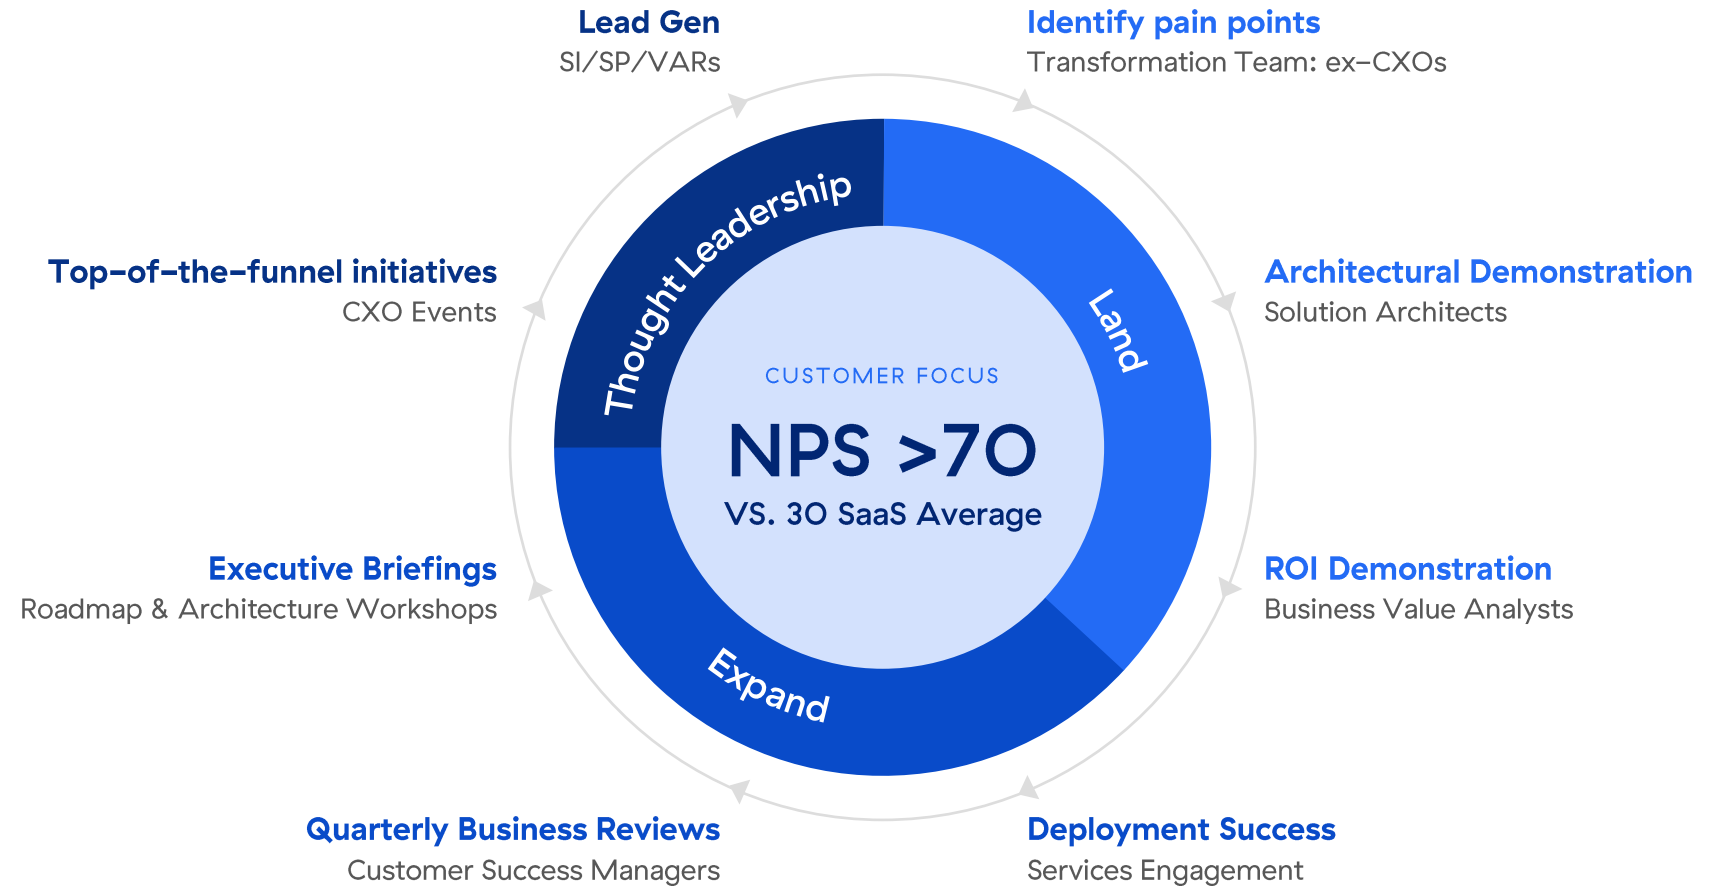 Lead Gen
SI/SP/VARs
Identify pain points
Transformation Team: ex-CXOs
Top-of-the-funnel initiatives
CXO Events
Architectural Demonstration
Solution Architects
Thought Leadership
Land
CUSTOMER FOCUS
NPS >70
VS. 30 SaaS Average
Executive Briefings
Roadmap & Architecture Workshops
ROI Demonstration
Business Value Analysts
Expand
Quarterly Business Reviews
Customer Success Managers
Deployment Success
Services Engagement